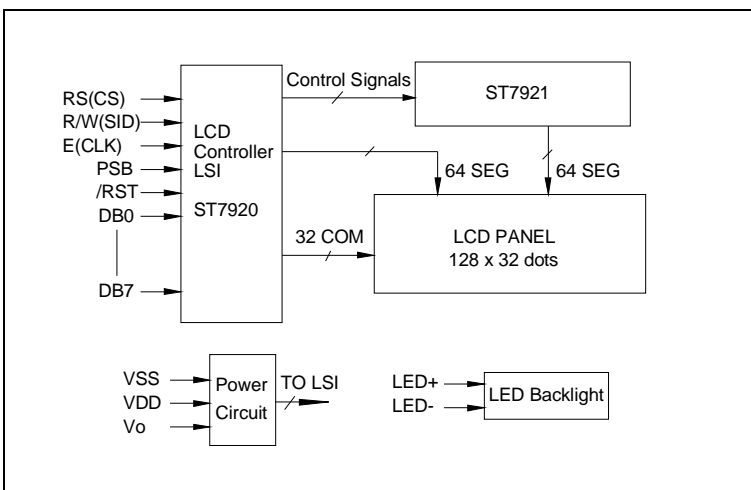 RS(CS)
R/W(SID)
E(CLK)
PSB
/RST
DB0
DB7
LCD
Controller
LSI
ST7920
Control Signals
ST7921
64 SEG
64 SEG
32 COM
LCD PANEL
128 x 32 dots
VSS
VDD
Vo
Power
Circuit
TO LSI
LED+
LED-
LED Backlight